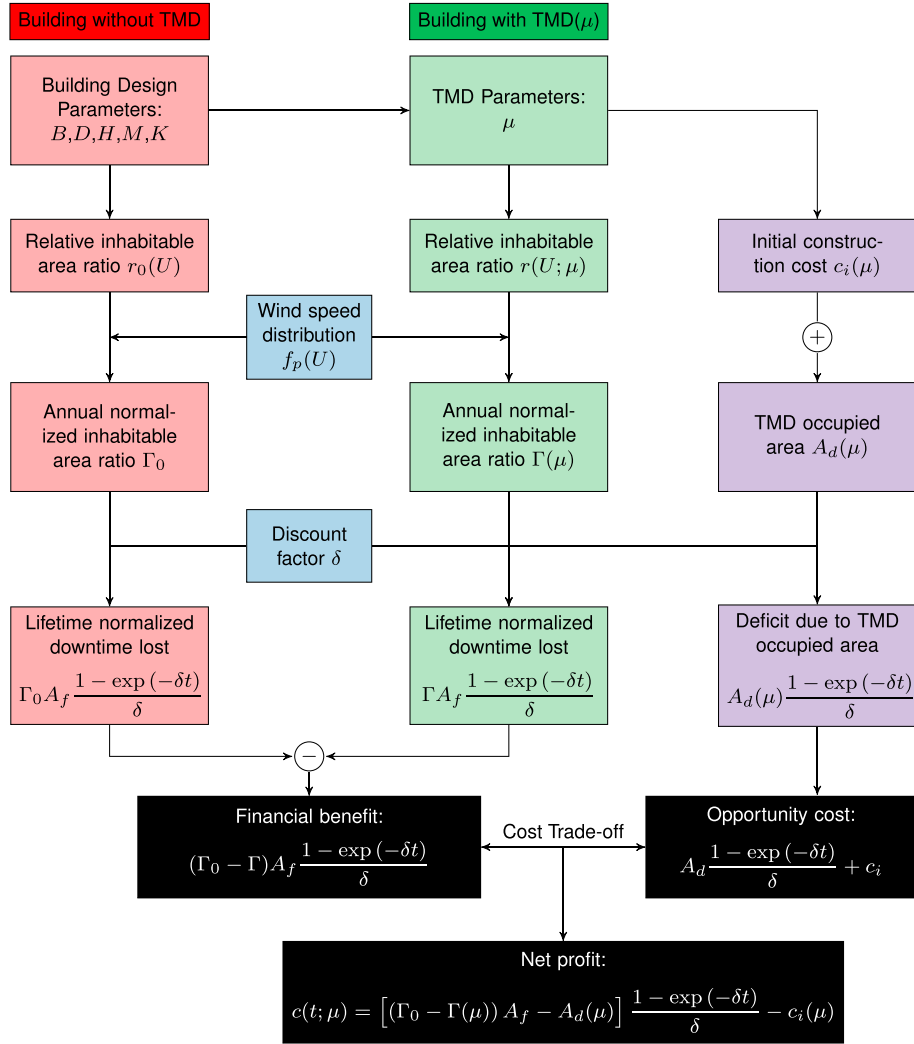 Building without TMD
Building with TMD(μ)
Building Design
Parameters:
B,D,H,M,K
TMD Parameters:
μ
Relative inhabitable
area ratio r₀(U)
Relative inhabitable
area ratio r(U; μ)
Initial construc-
tion cost cᵢ(μ)
Wind speed
distribution
fₚ(U)
+
Annual normal-
ized inhabitable
area ratio Γ₀
Annual normal-
ized inhabitable
area ratio Γ(μ)
TMD occupied
area A_d(μ)
Discount
factor δ
Lifetime normalized
downtime lost
Γ₀A_f (1 − exp (−δt))/δ
Lifetime normalized
downtime lost
ΓA_f (1 − exp (−δt))/δ
Deficit due to TMD
occupied area
A_d(μ) (1 − exp (−δt))/δ
−
Financial benefit:
(Γ₀ − Γ)A_f (1 − exp (−δt))/δ
Cost Trade-off
Opportunity cost:
A_d (1 − exp (−δt))/δ + cᵢ
Net profit:
c(t; μ) = [(Γ₀ − Γ(μ)) A_f − A_d(μ)] (1 − exp (−δt))/δ − cᵢ(μ)